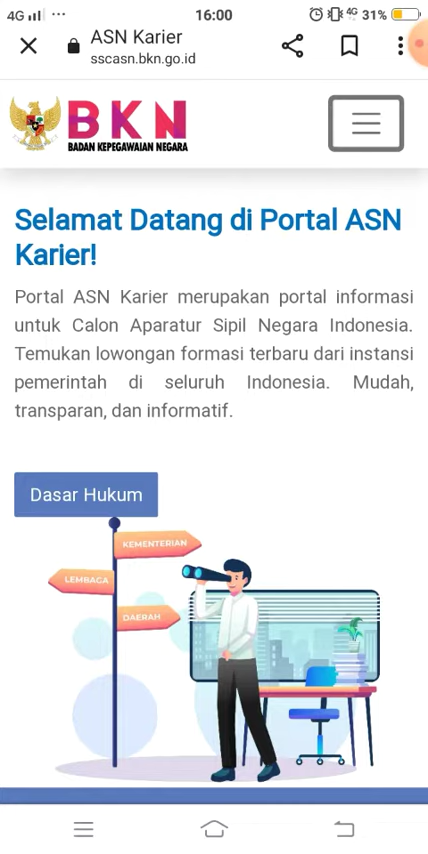 4G 16:00 4G 31%
ASN Karier
sscasn.bkn.go.id
BKN
BADAN KEPEGAWAIAN NEGARA
Selamat Datang di Portal ASN
Karier!
Portal ASN Karier merupakan portal informasi
untuk Calon Aparatur Sipil Negara Indonesia.
Temukan lowongan formasi terbaru dari instansi
pemerintah di seluruh Indonesia. Mudah,
transparan, dan informatif.
Dasar Hukum
KEMENTERIAN
LEMBAGA
DAERAH